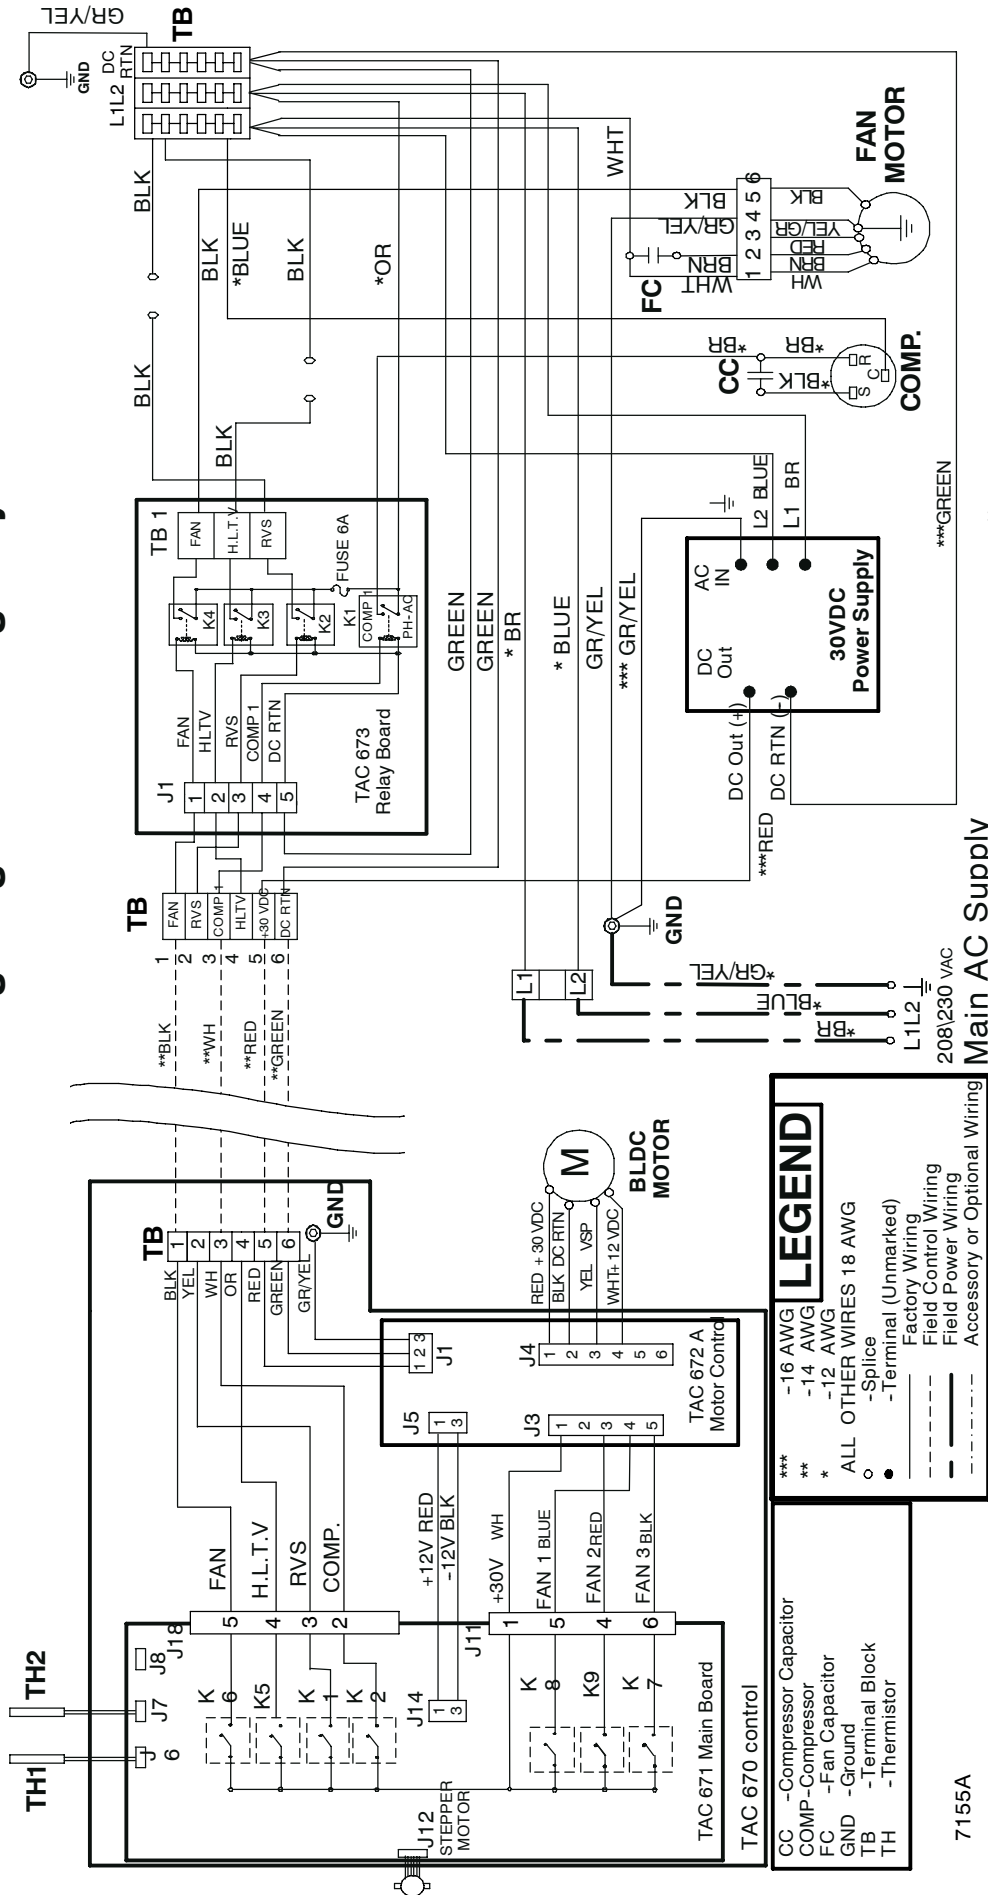 TH1
TH2
J 6
J7
J8
J18
J12
STEPPER
MOTOR
K 6
K5
K 1
K 2
J14
1
3
5
4
3
2
FAN
H.L.T.V
RVS
COMP.
+12V RED
-12V BLK
J5
1
3
J11
1
5
4
6
K 8
K9
K 7
+30V WH
FAN 1 BLUE
FAN 2 RED
FAN 3 BLK
TAC 671 Main Board
TAC 670 control
J3
1
2
3
4
5
J4
1
2
3
4
5
6
J1
1 2 3
TAC 672 A
Motor Control
RED + 30 VDC
BLK DC RTN
YEL VSP
WHT+ 12 VDC
M
BLDC
MOTOR
TB
1
2
3
4
5
6
BLK
YEL
WH
OR
RED
GREEN
GR/YEL
GND
**BLK
**WH
**RED
**GREEN
TB
1
2
3
4
5
6
FAN
RVS
COMP 1
HLTV
+30 VDC
DC RTN
J1
1
2
3
4
5
FAN
HLTV
RVS
COMP 1
DC RTN
TAC 673
Relay Board
K4
K3
K2
K1
FUSE 6A
COMP 1
PH-AC
TB 1
FAN
H.L.T.V
RVS
BLK
BLK
BLK
BLK
*BLUE
BLK
*OR
GR/YEL
GND
TB
DC
RTN
L1L2
GREEN
GREEN
* BR
* BLUE
GR/YEL
*** GR/YEL
L1
L2
GND
*GR/YEL
*BLUE
*BR
L1L2
208\230 VAC
Main AC Supply
***RED
DC Out (+)
DC RTN (-)
DC
Out
AC
IN
30VDC
Power Supply
L2 BLUE
L1 BR
***GREEN
CC
*BR
*BR
*BLK
S
C
R
COMP.
FC
WHT
WHT
BRN
GR/YEL
BLK
1 2 3 4 5 6
WH
BRN
RED
YEL/GR
BLK
FAN
MOTOR
LEGEND
*** -16 AWG
** -14 AWG
* -12 AWG
ALL OTHER WIRES 18 AWG
-Splice
-Terminal (Unmarked)
Factory Wiring
Field Control Wiring
Field Power Wiring
Accessory or Optional Wiring
CC -Compressor Capacitor
COMP-Compressor
FC -Fan Capacitor
GND -Ground
TB -Terminal Block
TH -Thermistor
7155A